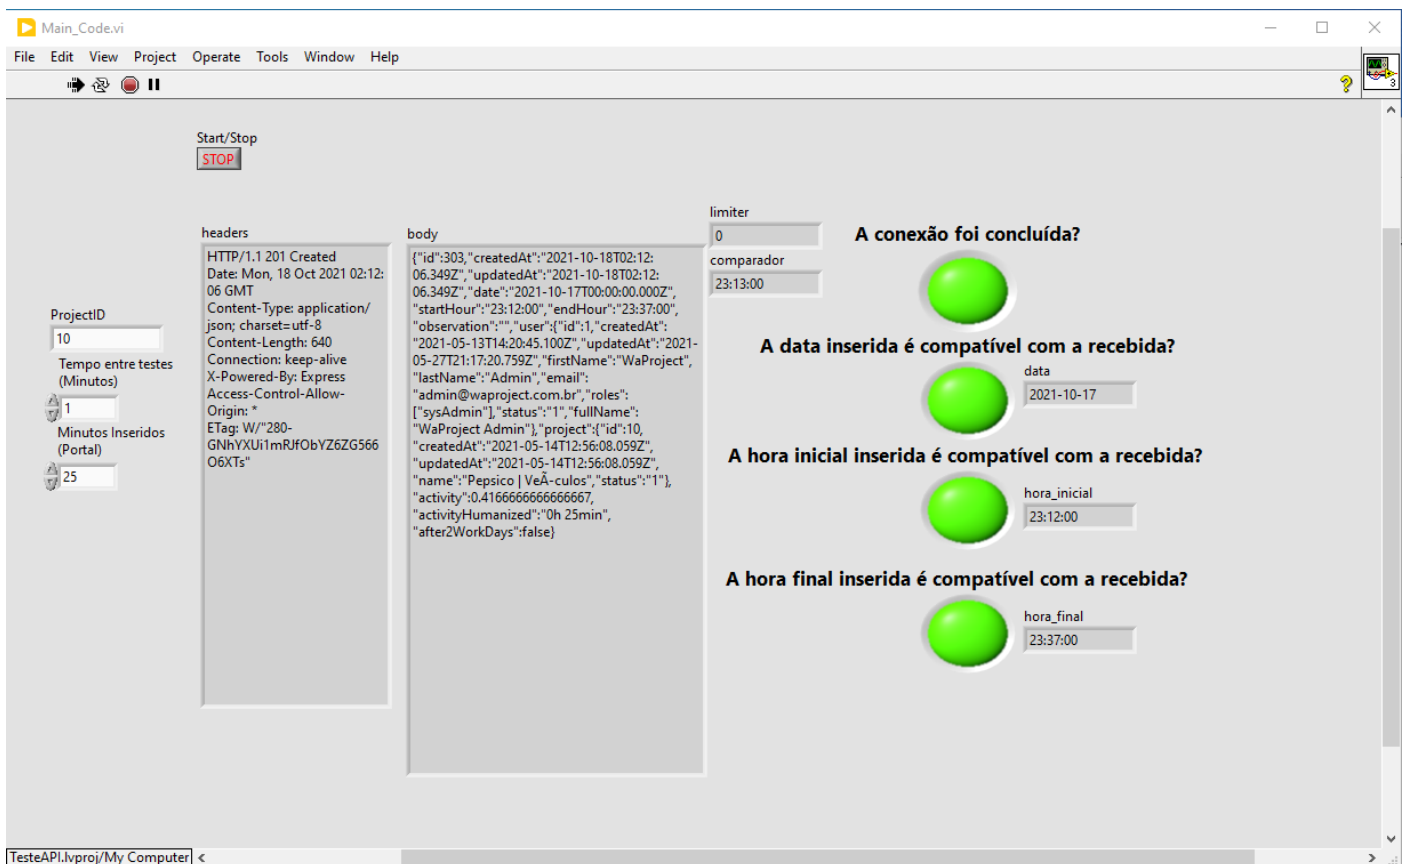 Main_Code.vi
File Edit View Project Operate Tools Window Help
3
Start/Stop
STOP
ProjectID
10
Tempo entre testes
(Minutos)
1
Minutos Inseridos
(Portal)
25
headers
HTTP/1.1 201 Created
Date: Mon, 18 Oct 2021 02:12:
06 GMT
Content-Type: application/
json; charset=utf-8
Content-Length: 640
Connection: keep-alive
X-Powered-By: Express
Access-Control-Allow-
Origin: *
ETag: W/"280-
GNhYXUi1mRJfObYZ6ZG566
O6XTs"
body
{"id":303,"createdAt":"2021-10-18T02:12:
06.349Z","updatedAt":"2021-10-18T02:12:
06.349Z","date":"2021-10-17T00:00:00.000Z",
"startHour":"23:12:00","endHour":"23:37:00",
"observation":"","user":{"id":1,"createdAt":
"2021-05-13T14:20:45.100Z","updatedAt":"2021-
05-27T21:17:20.759Z","firstName":"WaProject",
"lastName":"Admin","email":
"admin@waproject.com.br","roles":
["sysAdmin"],"status":"1","fullName":
"WaProject Admin"},"project":{"id":10,
"createdAt":"2021-05-14T12:56:08.059Z",
"updatedAt":"2021-05-14T12:56:08.059Z",
"name":"Pepsico | VeÃ-culos","status":"1"},
"activity":0.4166666666666667,
"activityHumanized":"0h 25min",
"after2WorkDays":false}
limiter
0
comparador
23:13:00
A conexão foi concluída?
A data inserida é compatível com a recebida?
data
2021-10-17
A hora inicial inserida é compatível com a recebida?
hora_inicial
23:12:00
A hora final inserida é compatível com a recebida?
hora_final
23:37:00
TesteAPI.lvproj/My Computer